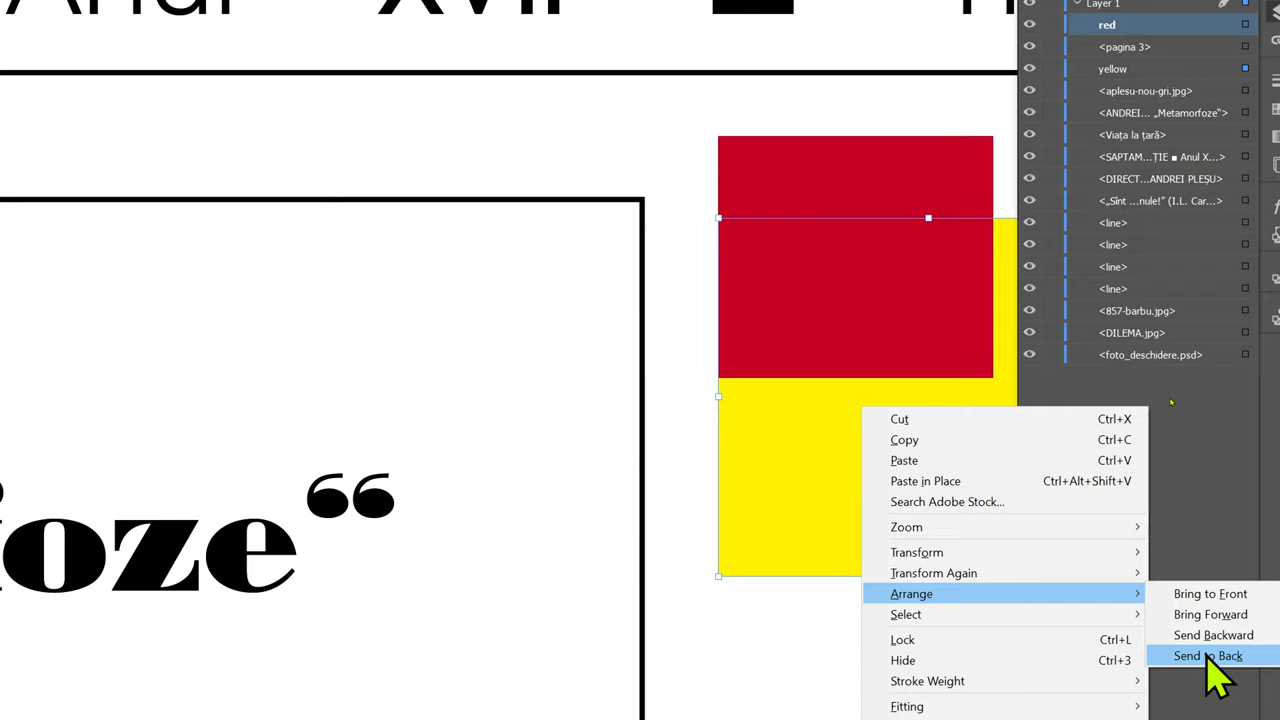 Layer 1
red
<pagina 3>
yellow
<aplesu-nou-gri.jpg>
<ANDREI... „Metamorfoze“>
<Viața la țară>
<SAPTAM...ȚIE ■ Anul X...>
<DIRECT...ANDREI PLEȘU>
<„Sînt ...nule!” (I.L. Car...>
<line>
<line>
<line>
<line>
<857-barbu.jpg>
<DILEMA.jpg>
<foto_deschidere.psd>
oze“
Cut Ctrl+X
Copy Ctrl+C
Paste Ctrl+V
Paste in Place Ctrl+Alt+Shift+V
Search Adobe Stock...
Zoom
Transform
Transform Again
Arrange
Select
Lock Ctrl+L
Hide Ctrl+3
Stroke Weight
Fitting
Bring to Front
Bring Forward
Send Backward
Send to Back